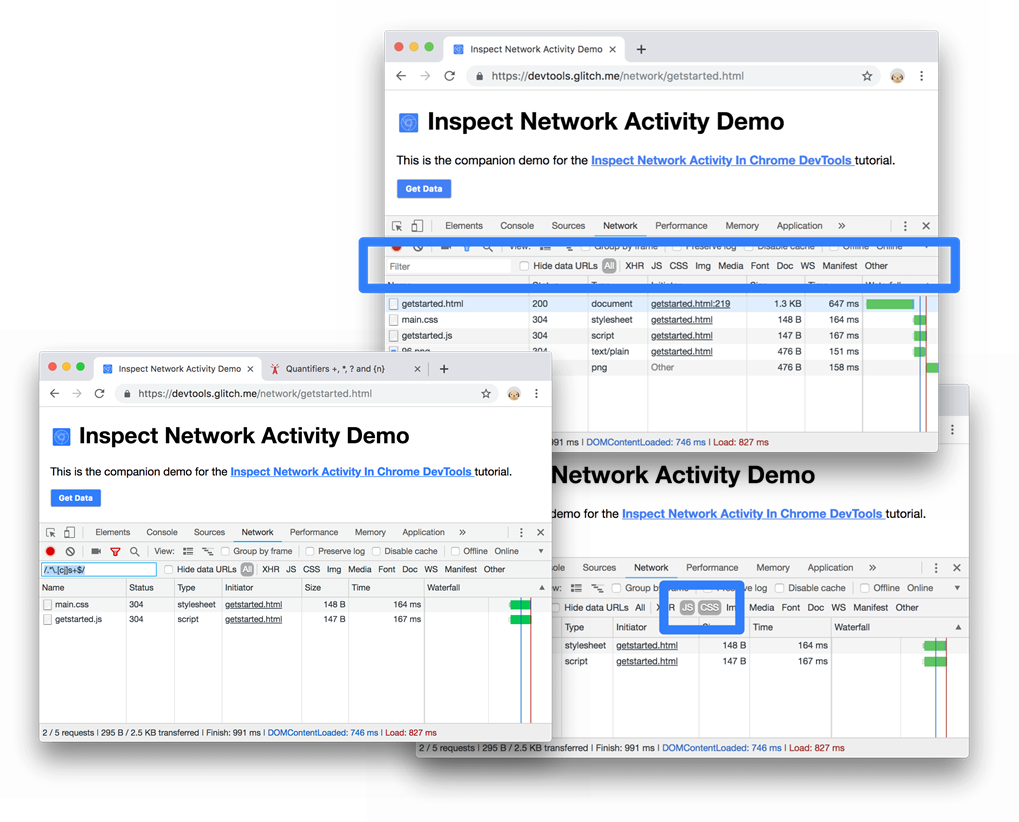 Inspect Network Activity Demo
https://devtools.glitch.me/network/getstarted.html
Inspect Network Activity Demo
This is the companion demo for the Inspect Network Activity In Chrome DevTools tutorial.
Get Data
Elements Console Sources Network Performance Memory Application »
View: Group by frame Preserve log Disable cache Offline Online
Filter Hide data URLs All XHR JS CSS Img Media Font Doc WS Manifest Other
Name Status Type Initiator Size Time Waterfall
getstarted.html 200 document getstarted.html:219 1.3 KB 647 ms
main.css 304 stylesheet getstarted.html 148 B 164 ms
getstarted.js 304 script getstarted.html 147 B 167 ms
96.png 304 text/plain getstarted.html 476 B 151 ms
png Other 476 B 158 ms
991 ms | DOMContentLoaded: 746 ms | Load: 827 ms
Inspect Network Activity Demo Quantifiers +, *, ? and {n}
https://devtools.glitch.me/network/getstarted.html
Inspect Network Activity Demo
This is the companion demo for the Inspect Network Activity In Chrome DevTools tutorial.
Get Data
Elements Console Sources Network Performance Memory Application »
View: Group by frame Preserve log Disable cache Offline Online
/.*\.[cj]s+$/ Hide data URLs All XHR JS CSS Img Media Font Doc WS Manifest Other
Name Status Type Initiator Size Time Waterfall
main.css 304 stylesheet getstarted.html 148 B 164 ms
getstarted.js 304 script getstarted.html 147 B 167 ms
2 / 5 requests | 295 B / 2.5 KB transferred | Finish: 991 ms | DOMContentLoaded: 746 ms | Load: 827 ms
Network Activity Demo
demo for the Inspect Network Activity In Chrome DevTools tutorial.
Sources Network Performance Memory Application »
Group log Disable cache Offline Online
Hide data URLs All JS CSS Media Font Doc WS Manifest Other
Type Initiator Time Waterfall
stylesheet getstarted.html 148 B 164 ms
script getstarted.html 147 B 167 ms
2 / 5 requests | 295 B / 2.5 KB transferred | Finish: 991 ms | DOMContentLoaded: 746 ms | Load: 827 ms